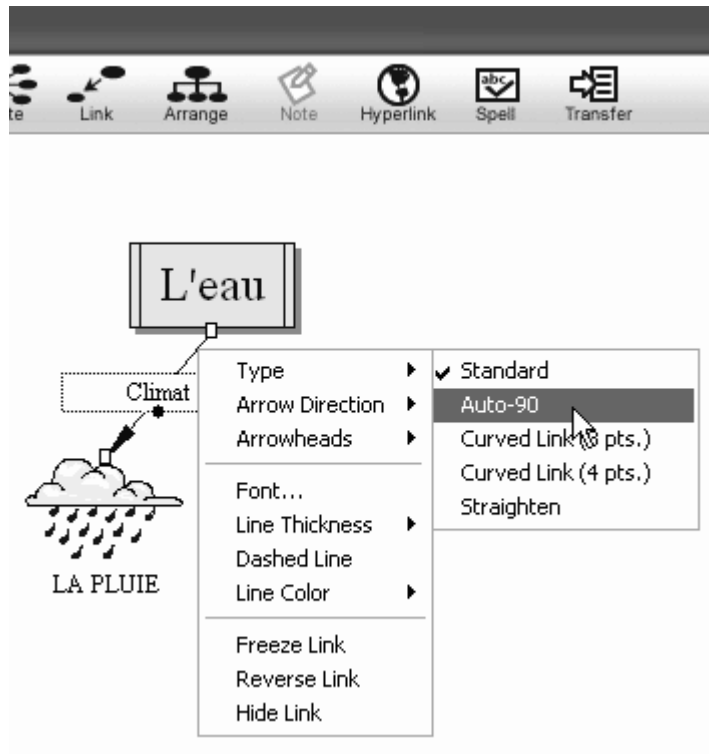 te Link Arrange Note Hyperlink Spell Transfer
L'eau
Climat
LA PLUIE
Type
Arrow Direction
Arrowheads
Font...
Line Thickness
Dashed Line
Line Color
Freeze Link
Reverse Link
Hide Link
Standard
Auto-90
Curved Link (3 pts.)
Curved Link (4 pts.)
Straighten